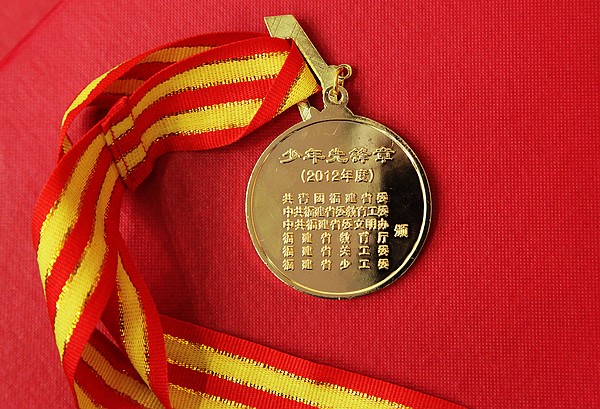 少年先锋章
(2012年度)
共青团福建省委
中共福建省委教育工委
中共福建省委文明办
福建省教育厅
福建省关工委
福建省少工委
颁